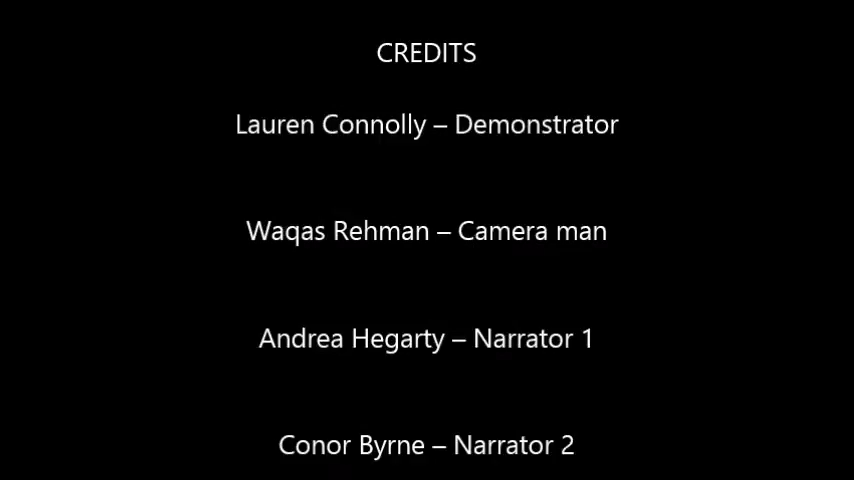 CREDITS
Lauren Connolly – Demonstrator
Waqas Rehman – Camera man
Andrea Hegarty – Narrator 1
Conor Byrne – Narrator 2